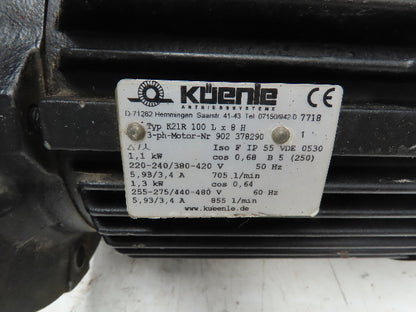 Küenle
ANTRIEBSSYSTEME
CE
D-71282 Hemmingen Saarstr. 41-43 Tel 07150/942-0 7718
Typ K21R 100 L x 8 H
3-ph-Motor-Nr 902 378290 1
Iso F IP 55 VDE 0530
1,1 kW cos 0,68 B 5 (250)
220-240/380-420 V 50 Hz
5,93/3,4 A 705 1/min
1,3 kW cos 0,64
255-275/440-480 V 60 Hz
5,93/3,4 A 855 1/min
www.kueenle.de